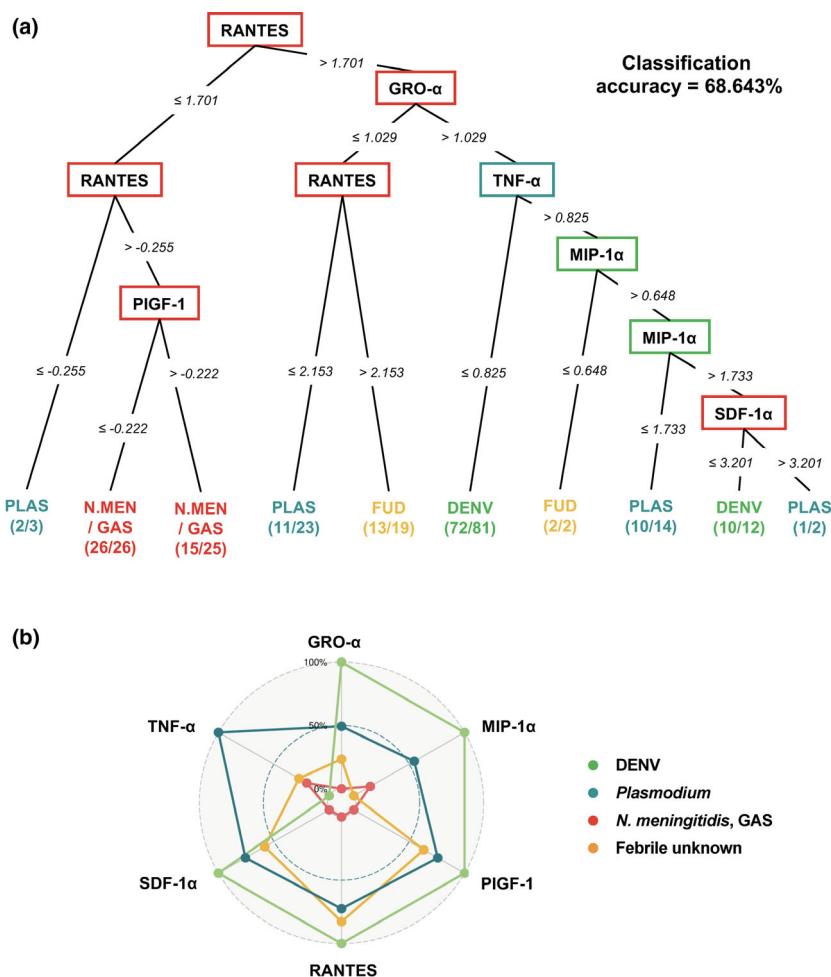 (a)
RANTES
> 1.701
Classification
accuracy = 68.643%
GRO-α
≤ 1.701
≤ 1.029
> 1.029
RANTES
RANTES
TNF-α
> 0.825
> -0.255
MIP-1α
PIGF-1
> 0.648
MIP-1α
≤ -0.255
> -0.222
≤ 2.153
> 2.153
≤ 0.825
≤ 0.648
> 1.733
SDF-1α
≤ -0.222
≤ 1.733
≤ 3.201
> 3.201
PLAS
(2/3)
N.MEN
/ GAS
(26/26)
N.MEN
/ GAS
(15/25)
PLAS
(11/23)
FUD
(13/19)
DENV
(72/81)
FUD
(2/2)
PLAS
(10/14)
DENV
(10/12)
PLAS
(1/2)
(b)
GRO-α
100%
TNF-α
50%
MIP-1α
0%
DENV
Plasmodium
N. meningitidis, GAS
Febrile unknown
SDF-1α
PIGF-1
RANTES